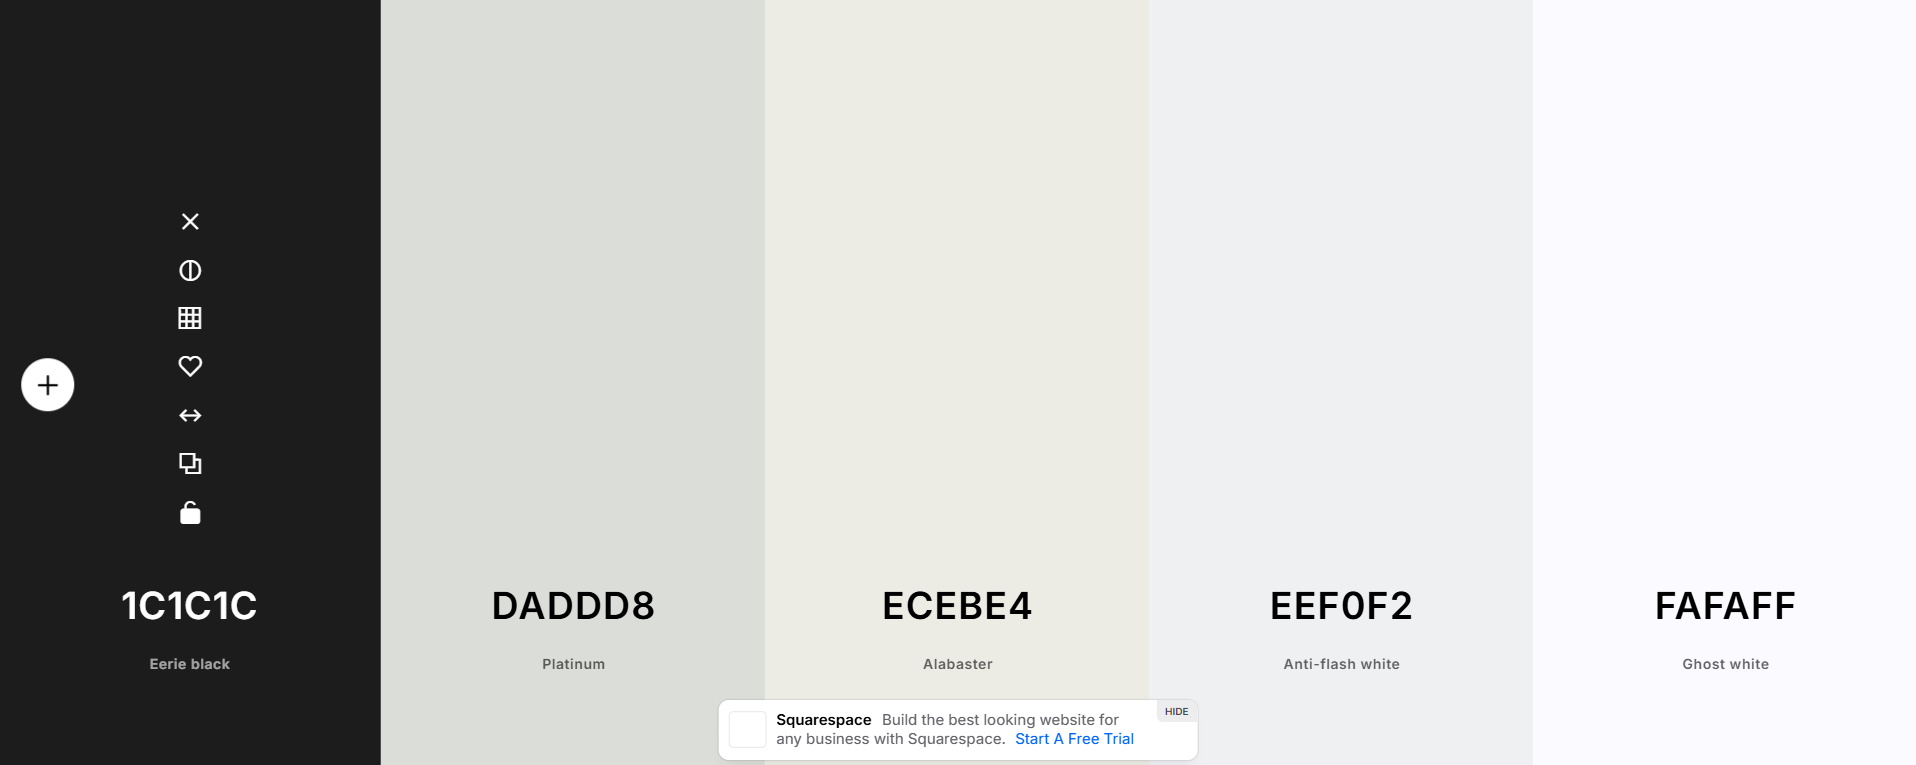 1C1C1C
Eerie black
DADDD8
Platinum
ECEBE4
Alabaster
EEF0F2
Anti-flash white
FAFAFF
Ghost white
Squarespace Build the best looking website for
any business with Squarespace. Start A Free Trial
HIDE